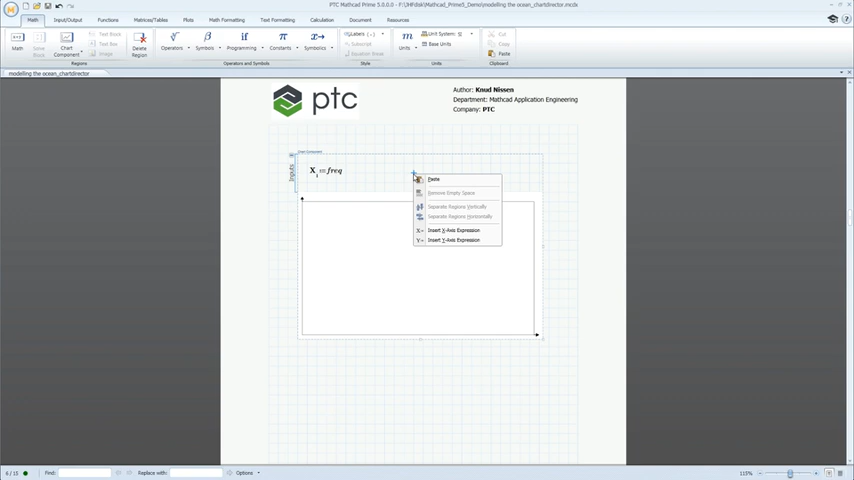 PTC Mathcad Prime 5.0.0.0 - F:\JHf\dsk\Mathcad_Prime5_Demo\modelling the ocean_chartdirector.mcdx
Math Input/Output Functions Matrices/Tables Plots Math Formatting Text Formatting Calculation Document Resources
Math
Solve Block
Chart Component
Text Block
Text Box
Image
Delete Region
Operators
Symbols
Programming
Constants
Symbolics
Labels (-)
Subscript
Equation Break
Units
Unit System: SI
Base Units
Cut
Copy
Paste
Regions Operators and Symbols Style Units Clipboard
modelling the ocean_chartdirector
ptc
Author: Knud Nissen
Department: Mathcad Application Engineering
Company: PTC
Chart Component
Inputs
X₁ := freq
Paste
Remove Empty Space
Separate Regions Vertically
Separate Regions Horizontally
X= Insert X-Axis Expression
Y= Insert Y-Axis Expression
6 / 15 Find: Replace with: Options 115%